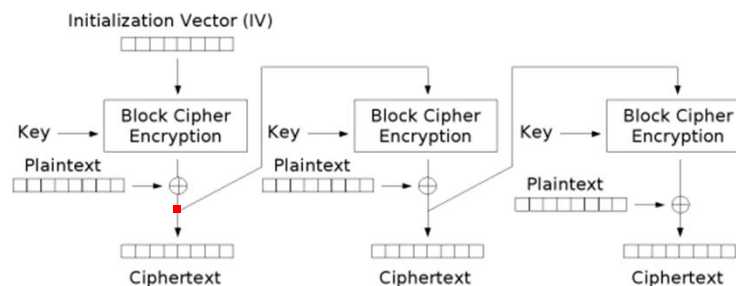 Initialization Vector (IV)
Block Cipher
Encryption
Key
Plaintext
Ciphertext
Block Cipher
Encryption
Key
Plaintext
Ciphertext
Block Cipher
Encryption
Key
Plaintext
Ciphertext